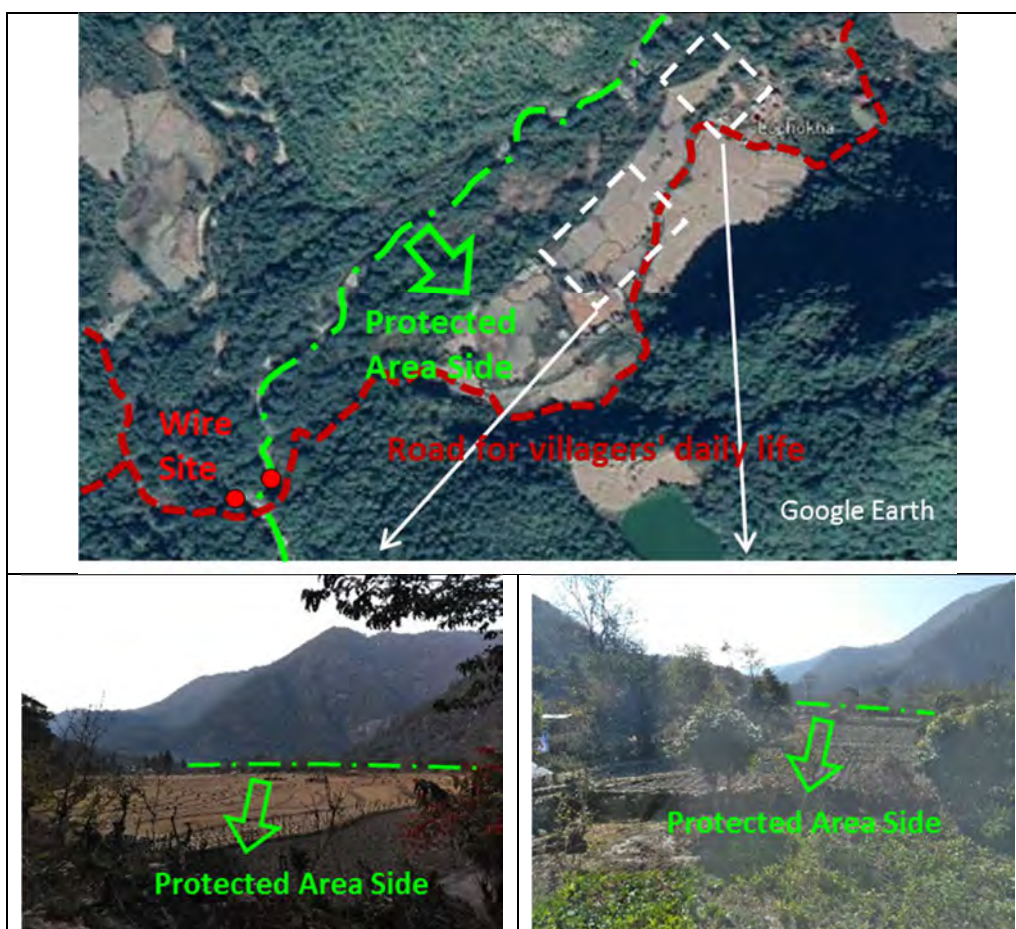 Protected
Area Side
Wire
Site
Road for villagers' daily life
Google Earth
Protected Area Side
Protected Area Side